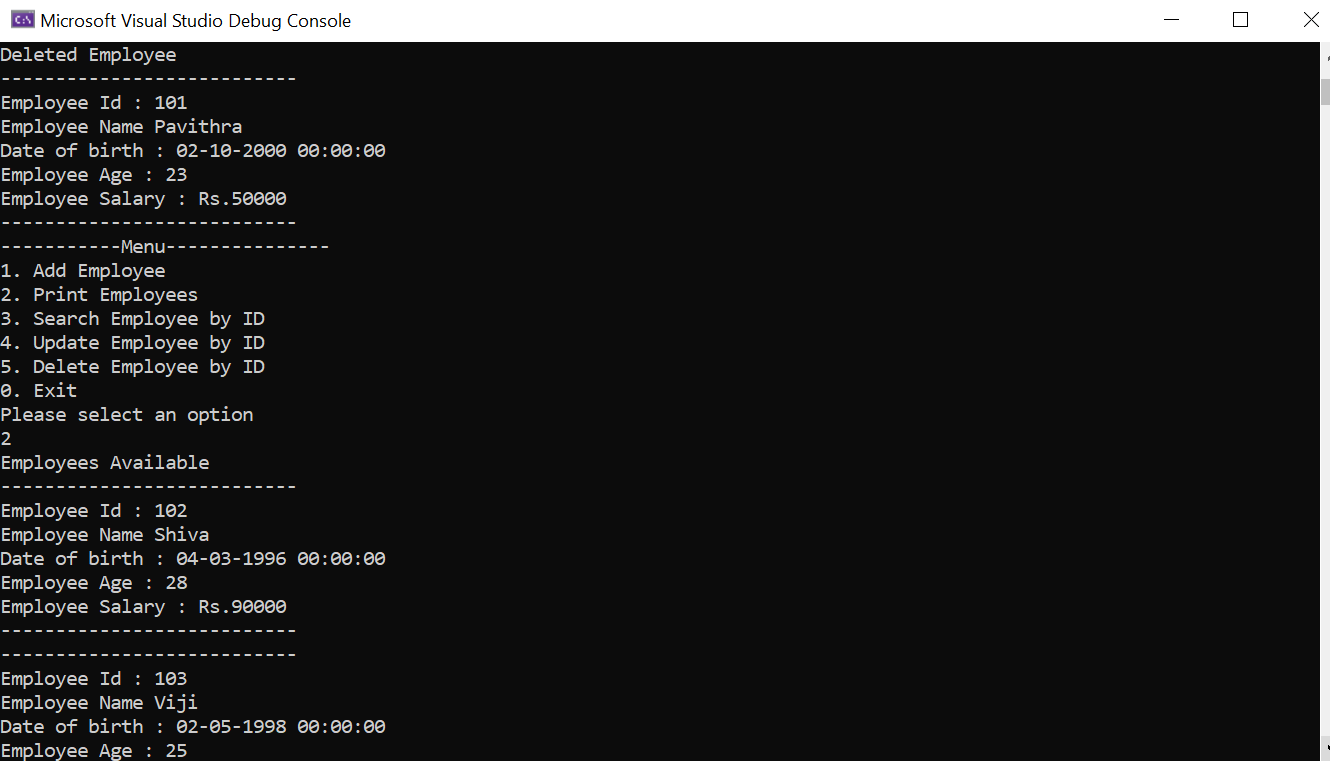 C:\ Microsoft Visual Studio Debug Console
Deleted Employee
---------------------------
Employee Id : 101
Employee Name Pavithra
Date of birth : 02-10-2000 00:00:00
Employee Age : 23
Employee Salary : Rs.50000
---------------------------
-----------Menu---------------
1. Add Employee
2. Print Employees
3. Search Employee by ID
4. Update Employee by ID
5. Delete Employee by ID
0. Exit
Please select an option
2
Employees Available
---------------------------
Employee Id : 102
Employee Name Shiva
Date of birth : 04-03-1996 00:00:00
Employee Age : 28
Employee Salary : Rs.90000
---------------------------
---------------------------
Employee Id : 103
Employee Name Viji
Date of birth : 02-05-1998 00:00:00
Employee Age : 25